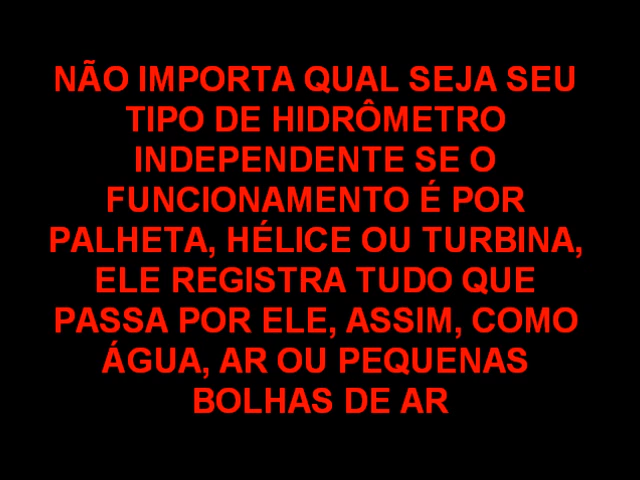 NÃO IMPORTA QUAL SEJA SEU
TIPO DE HIDRÔMETRO
INDEPENDENTE SE O
FUNCIONAMENTO É POR
PALHETA, HÉLICE OU TURBINA,
ELE REGISTRA TUDO QUE
PASSA POR ELE, ASSIM, COMO
ÁGUA, AR OU PEQUENAS
BOLHAS DE AR